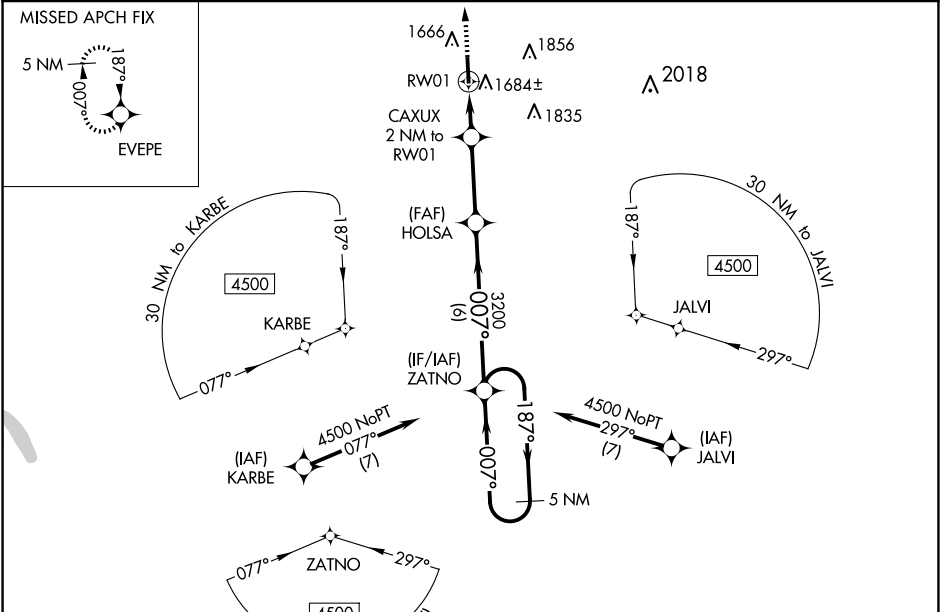 MISSED APCH FIX
5 NM
187°
007°
EVEPE
1666
1856
RW01
1684±
2018
CAXUX
2 NM to
RW01
1835
(FAF)
HOLSA
30 NM to KARBE
187°
4500
KARBE
077°
30 NM to JALVI
187°
4500
JALVI
297°
3200
007°
(6)
(IF/IAF)
ZATNO
187°
007°
5 NM
4500 NoPT
077°
(7)
(IAF)
KARBE
4500 NoPT
297°
(7)
(IAF)
JALVI
077°
ZATNO
297°
4500